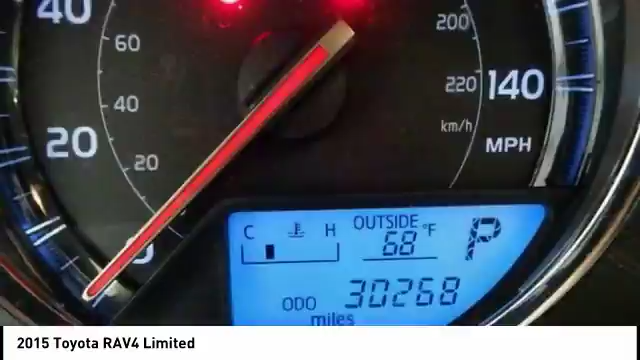 40
60
200
220
140
km/h
MPH
40
20
20
0
C H OUTSIDE
68 °F
P
ODO 30268
miles
2015 Toyota RAV4 Limited